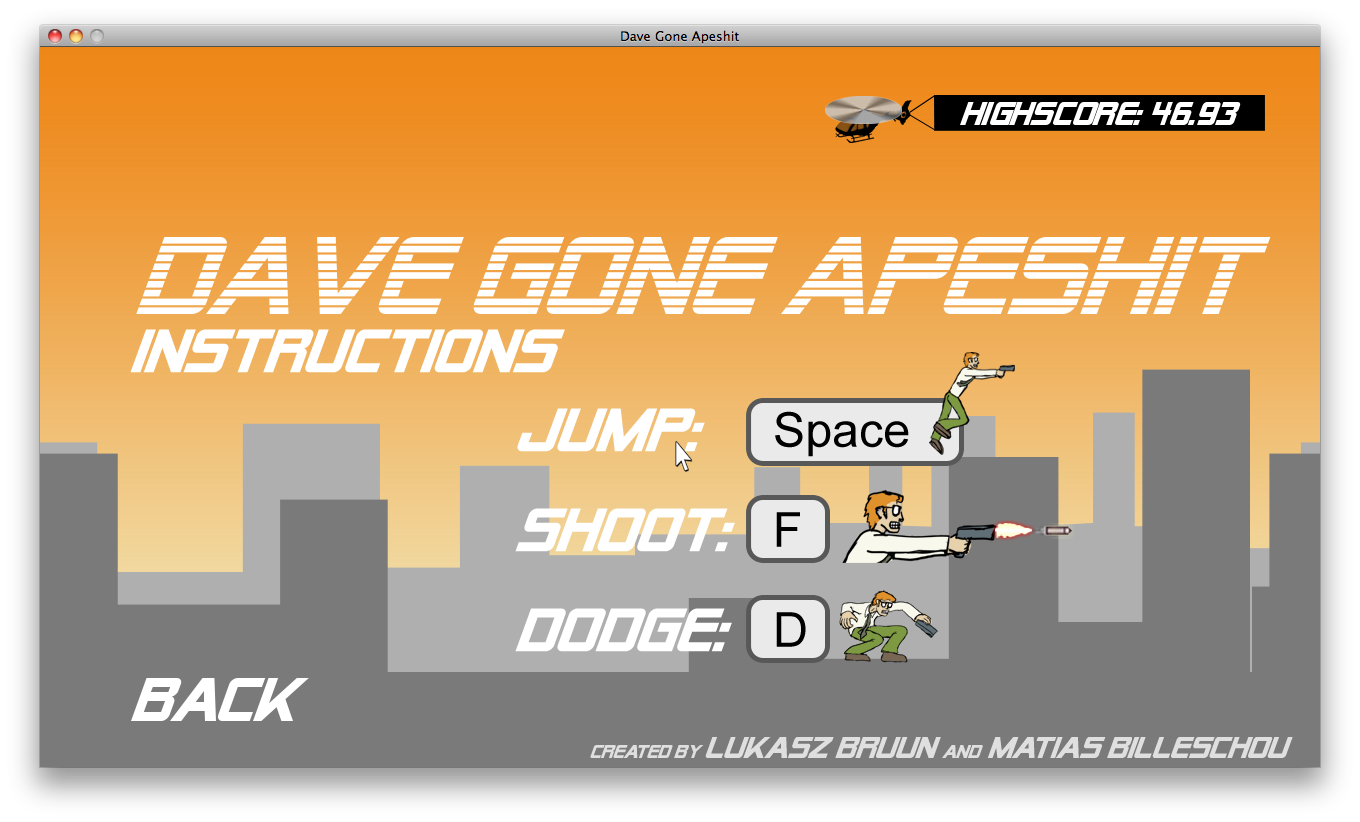 Dave Gone Apeshit
HIGHSCORE: 46.93
DAVE GONE APESHIT
INSTRUCTIONS
JUMP: Space
SHOOT: F
DODGE: D
BACK
CREATED BY LUKASZ BRUUN AND MATIAS BILLESCHOU